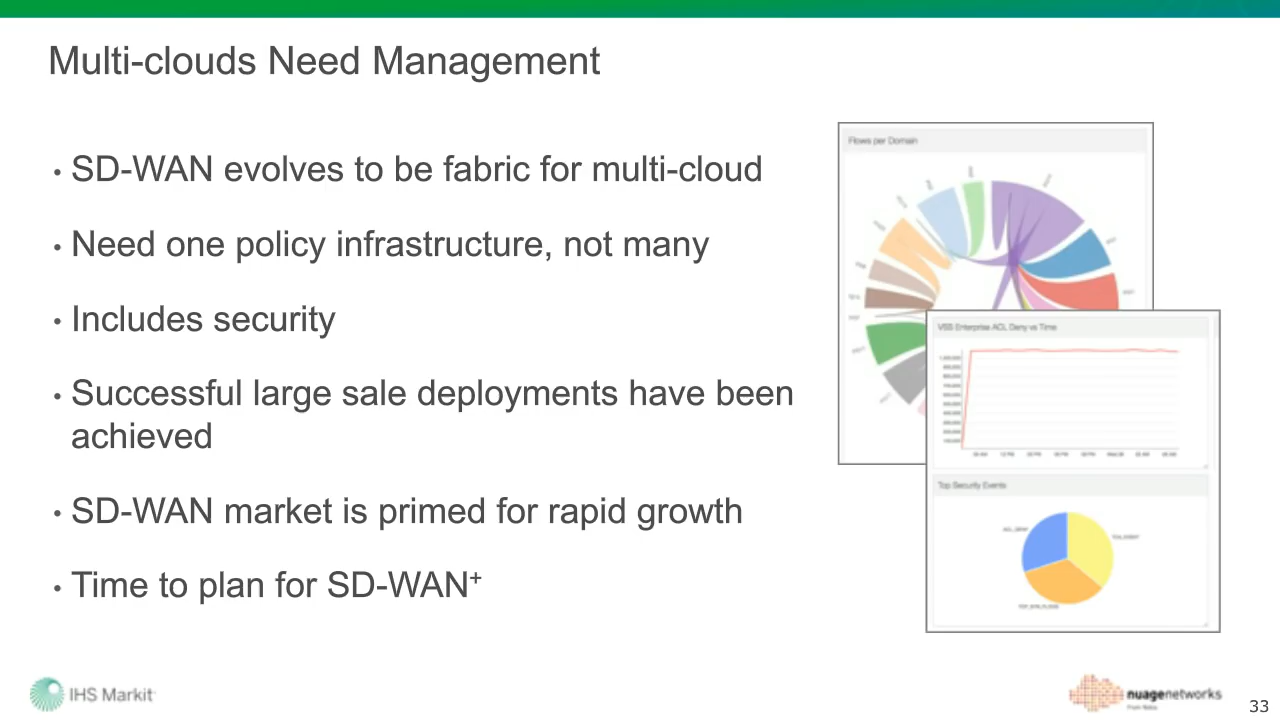 Multi-clouds Need Management
• SD-WAN evolves to be fabric for multi-cloud
• Need one policy infrastructure, not many
• Includes security
• Successful large sale deployments have been
achieved
• SD-WAN market is primed for rapid growth
• Time to plan for SD-WAN+
Flows per Domain
VSS Enterprise ACL Deny vs Time
Top Security Events
IHS Markit
nuagenetworks
From Nokia
33